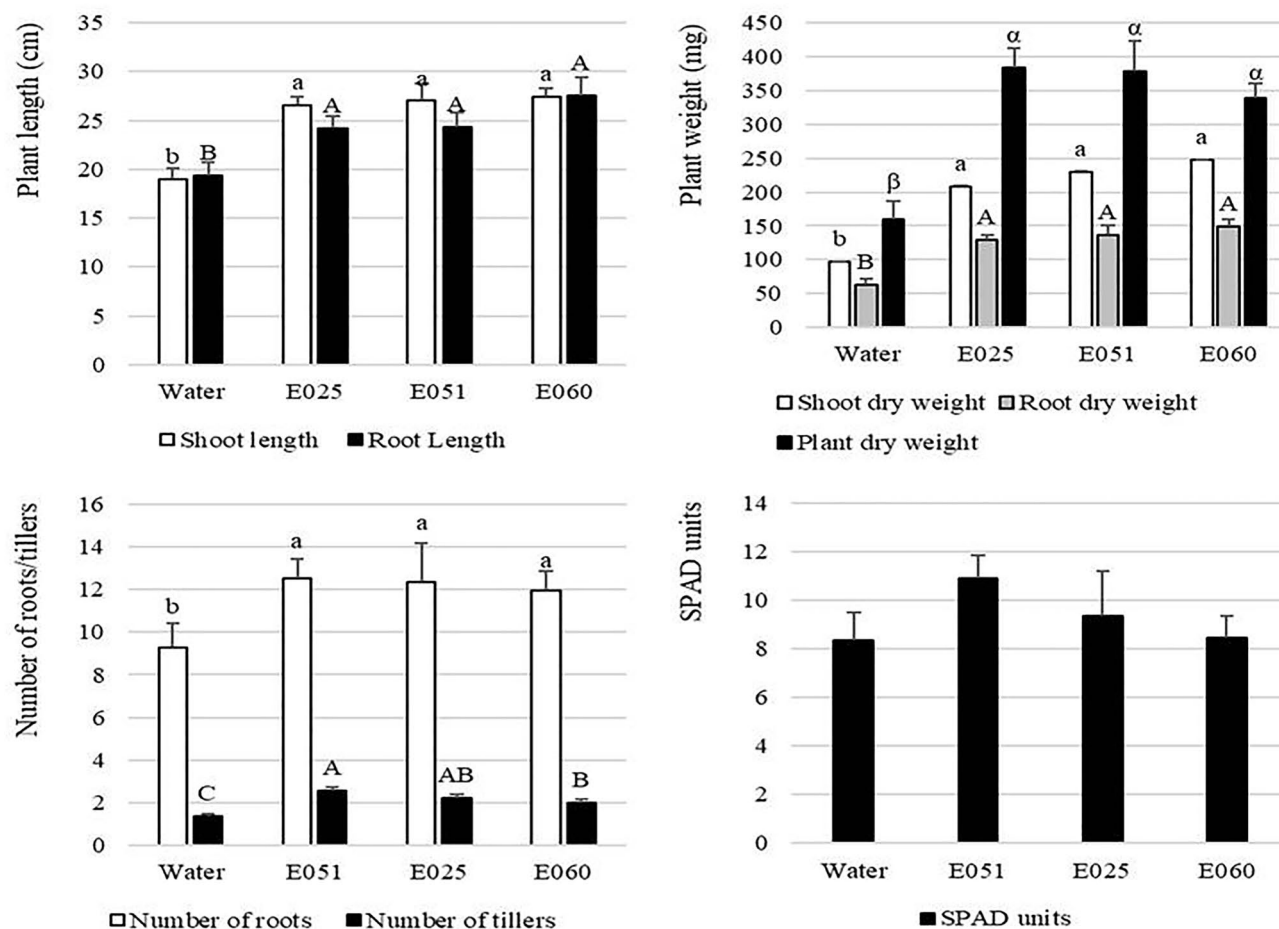 Plant length (cm)
35
30
25
20
15
10
5
0
b
B
a
A
a
A
a
A
Water E025 E051 E060
Shoot length Root Length
Plant weight (mg)
450
400
350
300
250
200
150
100
50
0
b
B
β
a
A
α
a
A
α
a
A
α
Water E025 E051 E060
Shoot dry weight Root dry weight
Plant dry weight
Number of roots/tillers
16
14
12
10
8
6
4
2
0
b
C
a
A
a
AB
a
B
Water E051 E025 E060
Number of roots Number of tillers
SPAD units
14
12
10
8
6
4
2
0
Water E051 E025 E060
SPAD units